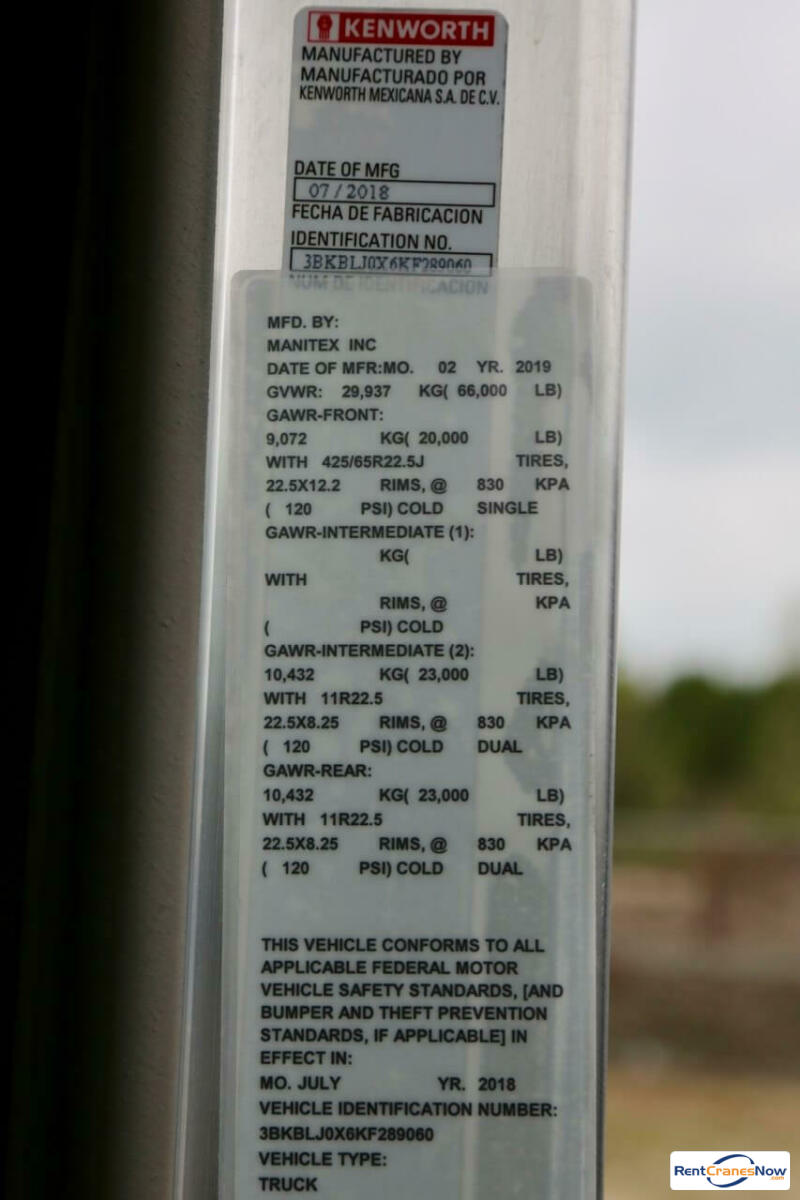 KENWORTH
MANUFACTURED BY
MANUFACTURADO POR
KENWORTH MEXICANA S.A. DE C.V.
DATE OF MFG
07 / 2018
FECHA DE FABRICACION
IDENTIFICATION NO.
3BKBLJ0X6KF289060
NUM DE IDENTIFICACION
MFD. BY:
MANITEX INC
DATE OF MFR:MO. 02 YR. 2019
GVWR: 29,937 KG( 66,000 LB)
GAWR-FRONT:
9,072 KG( 20,000 LB)
WITH 425/65R22.5J TIRES,
22.5X12.2 RIMS, @ 830 KPA
( 120 PSI) COLD SINGLE
GAWR-INTERMEDIATE (1):
KG( LB)
WITH TIRES,
RIMS, @ KPA
( PSI) COLD
GAWR-INTERMEDIATE (2):
10,432 KG( 23,000 LB)
WITH 11R22.5 TIRES,
22.5X8.25 RIMS, @ 830 KPA
( 120 PSI) COLD DUAL
GAWR-REAR:
10,432 KG( 23,000 LB)
WITH 11R22.5 TIRES,
22.5X8.25 RIMS, @ 830 KPA
( 120 PSI) COLD DUAL
THIS VEHICLE CONFORMS TO ALL
APPLICABLE FEDERAL MOTOR
VEHICLE SAFETY STANDARDS, [AND
BUMPER AND THEFT PREVENTION
STANDARDS, IF APPLICABLE] IN
EFFECT IN:
MO. JULY YR. 2018
VEHICLE IDENTIFICATION NUMBER:
3BKBLJ0X6KF289060
VEHICLE TYPE:
TRUCK
RentCranesNow.com